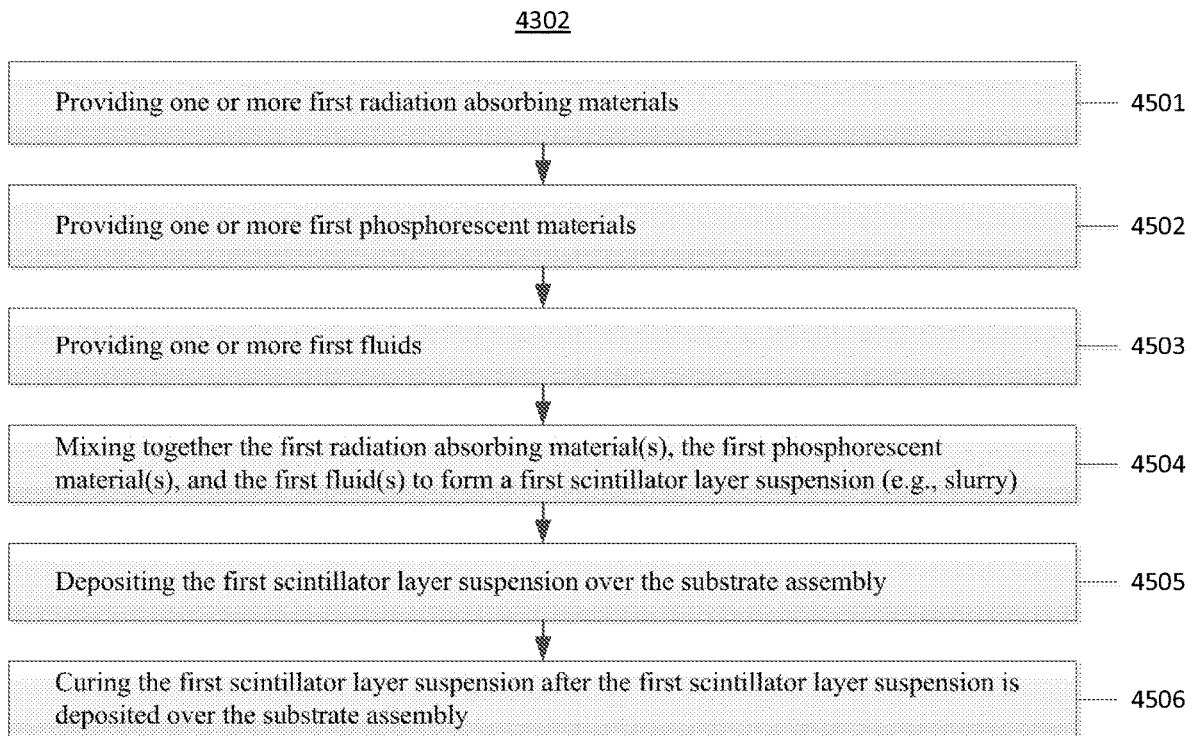 4302
Providing one or more first radiation absorbing materials
4501
Providing one or more first phosphorescent materials
4502
Providing one or more first fluids
4503
Mixing together the first radiation absorbing material(s), the first phosphorescent
material(s), and the first fluid(s) to form a first scintillator layer suspension (e.g., slurry)
4504
Depositing the first scintillator layer suspension over the substrate assembly
4505
Curing the first scintillator layer suspension after the first scintillator layer suspension is
deposited over the substrate assembly
4506